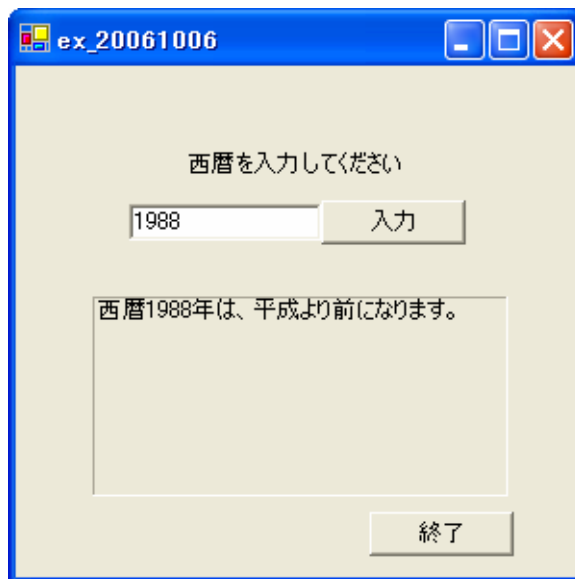 ex_20061006
西暦を入力してください
1988 入力
西暦1988年は、平成より前になります。
終了